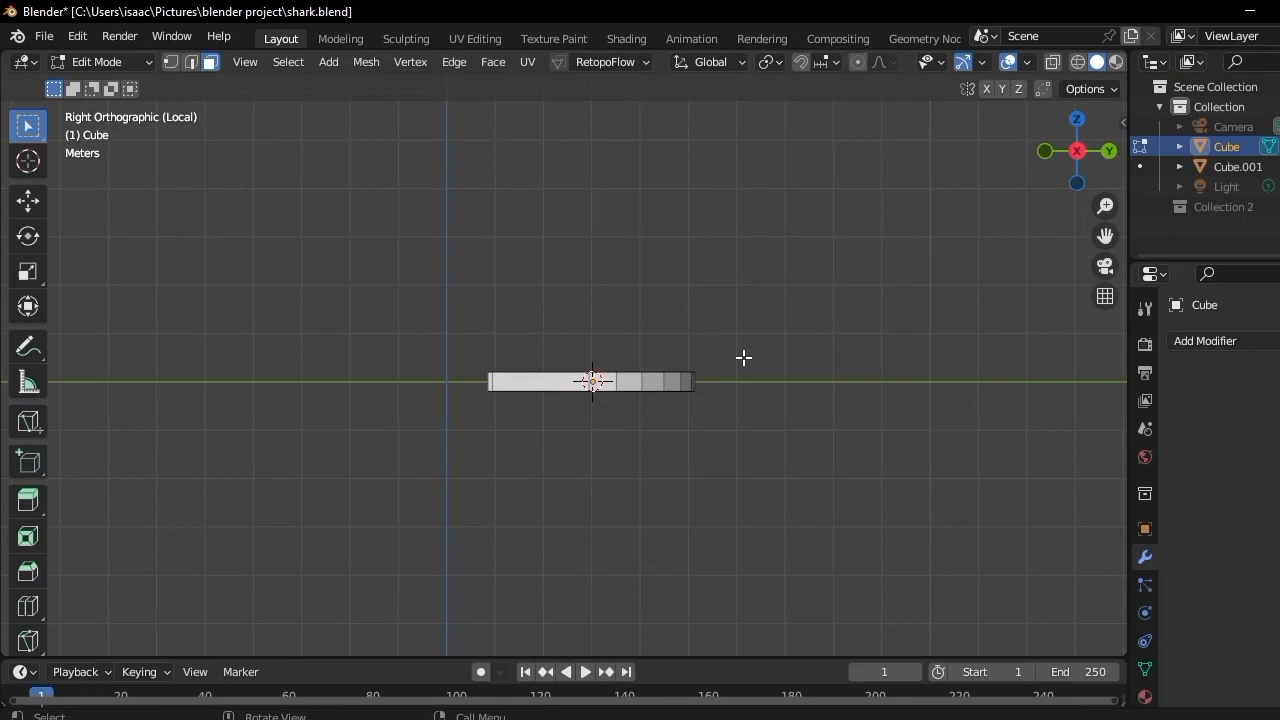 Blender* [C:\Users\isaac\Pictures\blender project\shark.blend]
File Edit Render Window Help Layout Modeling Sculpting UV Editing Texture Paint Shading Animation Rendering Compositing Geometry Noc Scene ViewLayer
Edit Mode View Select Add Mesh Vertex Edge Face UV RetopoFlow Global
X Y Z Options
Right Orthographic (Local)
(1) Cube
Meters
Z
X
Y
Scene Collection
Collection
Camera
Cube
Cube.001
Light
Collection 2
Cube
Add Modifier
Playback Keying View Marker 1 Start 1 End 250
1 20 40 60 80 100 120 140 160 180 200 220 240
Select Rotate View Call Menu